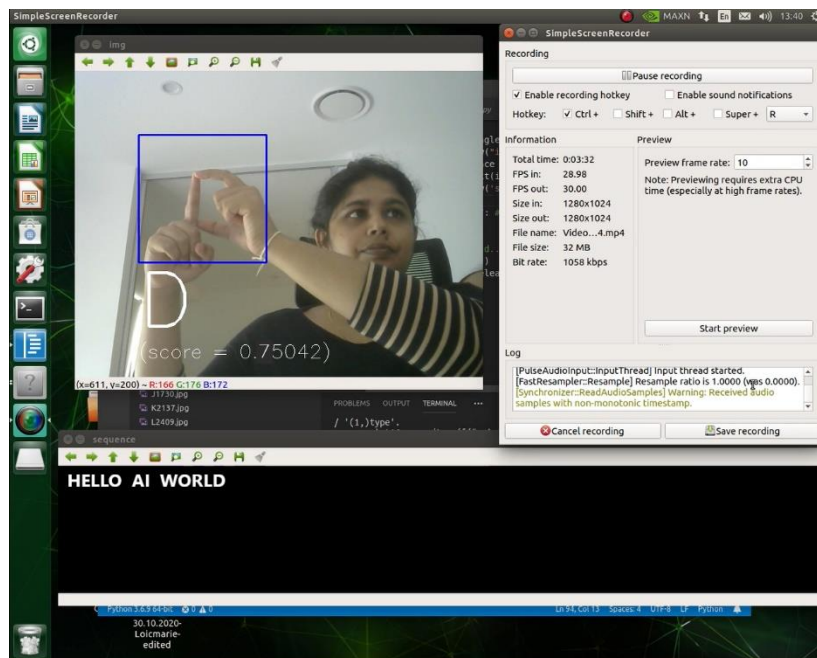 SimpleScreenRecorder
MAXN
En
13:40
img
SimpleScreenRecorder
Recording
Pause recording
Enable recording hotkey
Enable sound notifications
Hotkey: Ctrl + Shift + Alt + Super + R
Information
Total time: 0:03:32
FPS in: 28.98
FPS out: 30.00
Size in: 1280x1024
Size out: 1280x1024
File name: Video...4.mp4
File size: 32 MB
Bit rate: 1058 kbps
Preview
Preview frame rate: 10
Note: Previewing requires extra CPU
time (especially at high frame rates).
Start preview
Log
[PulseAudioInput::InputThread] Input thread started.
[FastResampler::Resample] Resample ratio is 1.0000 (was 0.0000).
[Synchronizer::ReadAudioSamples] Warning: Received audio
samples with non-monotonic timestamp.
Cancel recording
Save recording
D
(score = 0.75042)
(x=611, y=200) ~ R:166 G:176 B:172
J1730.jpg
K2137.jpg
L2409.jpg
PROBLEMS OUTPUT TERMINAL ...
/ '(1,)type'.
sequence
HELLO AI WORLD
Python 3.6.9 64-bit 0 0
Ln 94, Col 13 Spaces: 4 UTF-8 LF Python
30.10.2020-
Loicmarie-
edited